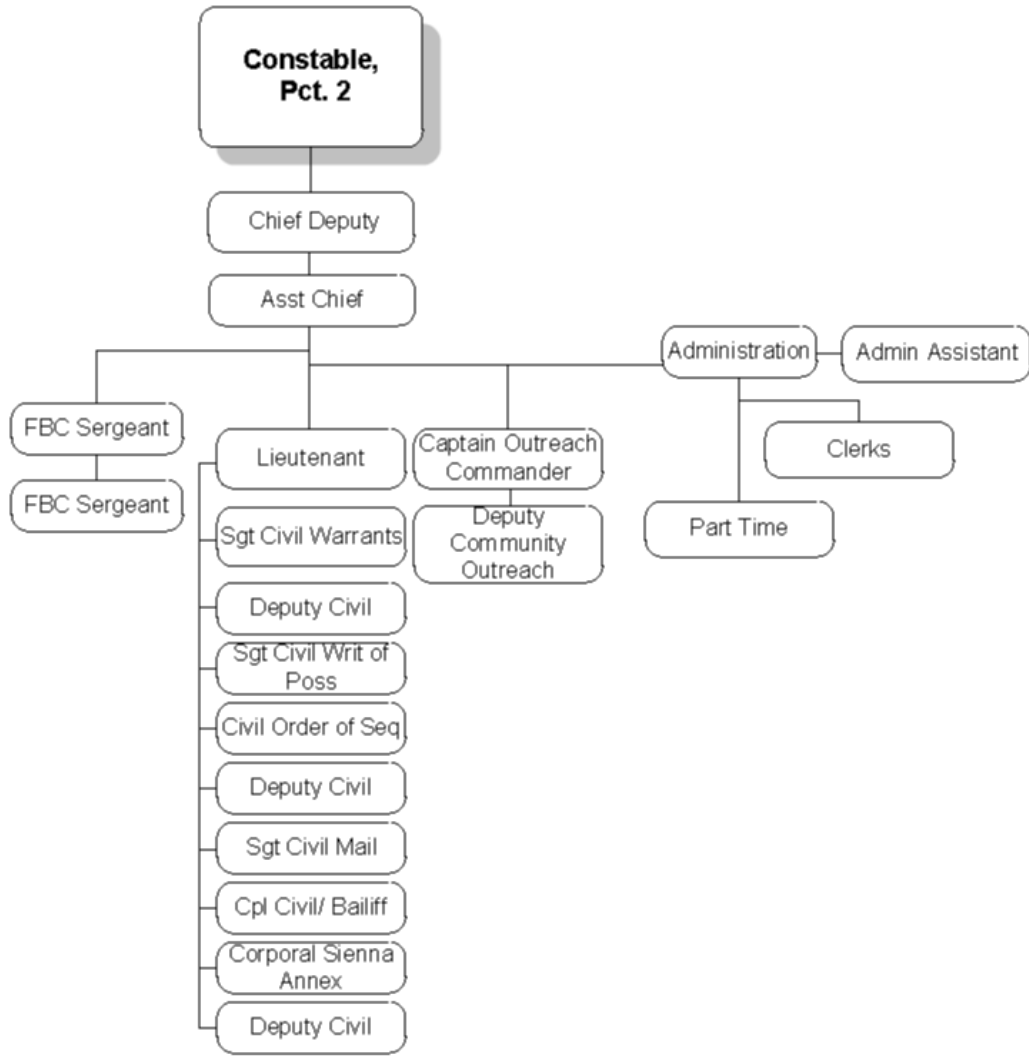 Constable,
Pct. 2
Chief Deputy
Asst Chief
Administration
Admin Assistant
FBC Sergeant
Lieutenant
Captain Outreach
Commander
Clerks
FBC Sergeant
Sgt Civil Warrants
Deputy
Community
Outreach
Part Time
Deputy Civil
Sgt Civil Writ of
Poss
Civil Order of Seq
Deputy Civil
Sgt Civil Mail
Cpl Civil/ Bailiff
Corporal Sienna
Annex
Deputy Civil